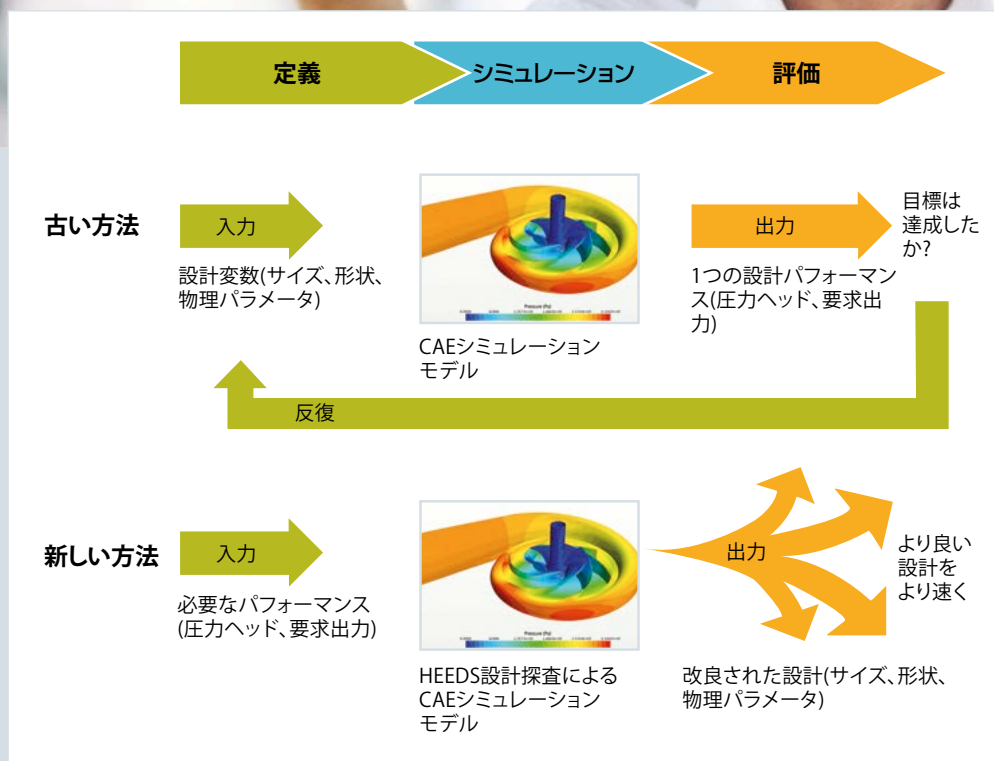 定義
シミュレーション
評価
古い方法
入力
設計変数(サイズ、形状、
物理パラメータ)
CAEシミュレーション
モデル
出力
1つの設計パフォーマン
ス(圧力ヘッド、要求出
力)
目標は
達成した
か?
反復
新しい方法
入力
必要なパフォーマンス
(圧力ヘッド、要求出力)
HEEDS設計探査による
CAEシミュレーション
モデル
出力
より良い
設計を
より速く
改良された設計(サイズ、形状、
物理パラメータ)